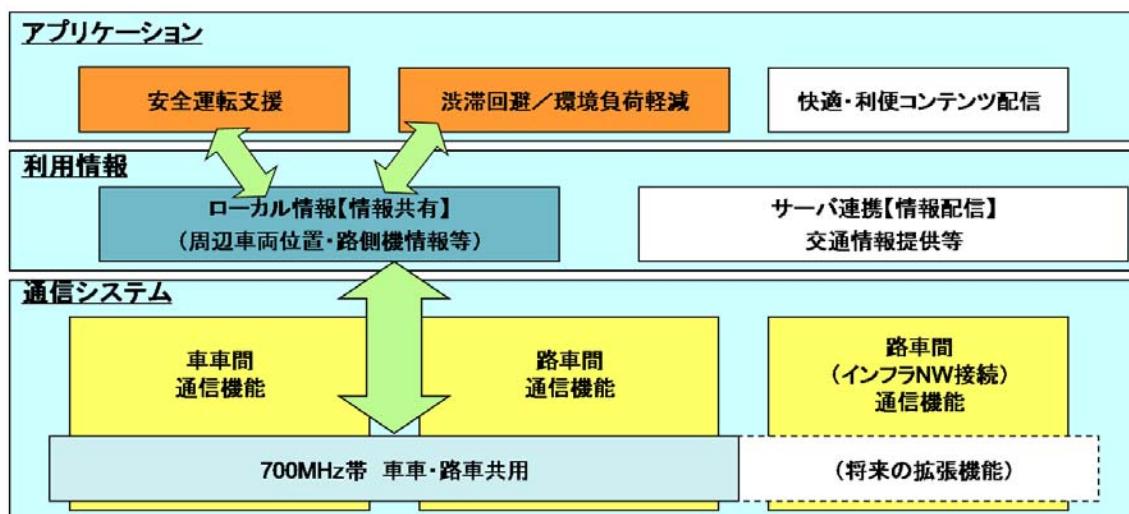 アプリケーション
安全運転支援
渋滞回避／環境負荷軽減
快適・利便コンテンツ配信
利用情報
ローカル情報【情報共有】
（周辺車両位置・路側機情報等）
サーバ連携【情報配信】
交通情報提供等
通信システム
車車間
通信機能
路車間
通信機能
路車間
（インフラNW接続）
通信機能
700MHz帯 車車・路車共用
（将来の拡張機能）